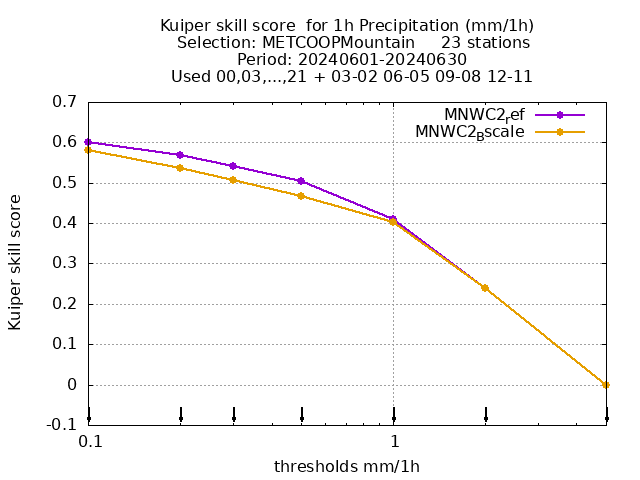 Kuiper skill score  for 1h Precipitation (mm/1h)
Selection: METCOOPMountain     23 stations
Period: 20240601-20240630
Used 00,03,...,21 + 03-02 06-05 09-08 12-11
MNWC2ref
MNWC2Bscale
0.7
0.6
0.5
0.4
0.3
0.2
0.1
0
-0.1
Kuiper skill score
0.1
1
thresholds mm/1h